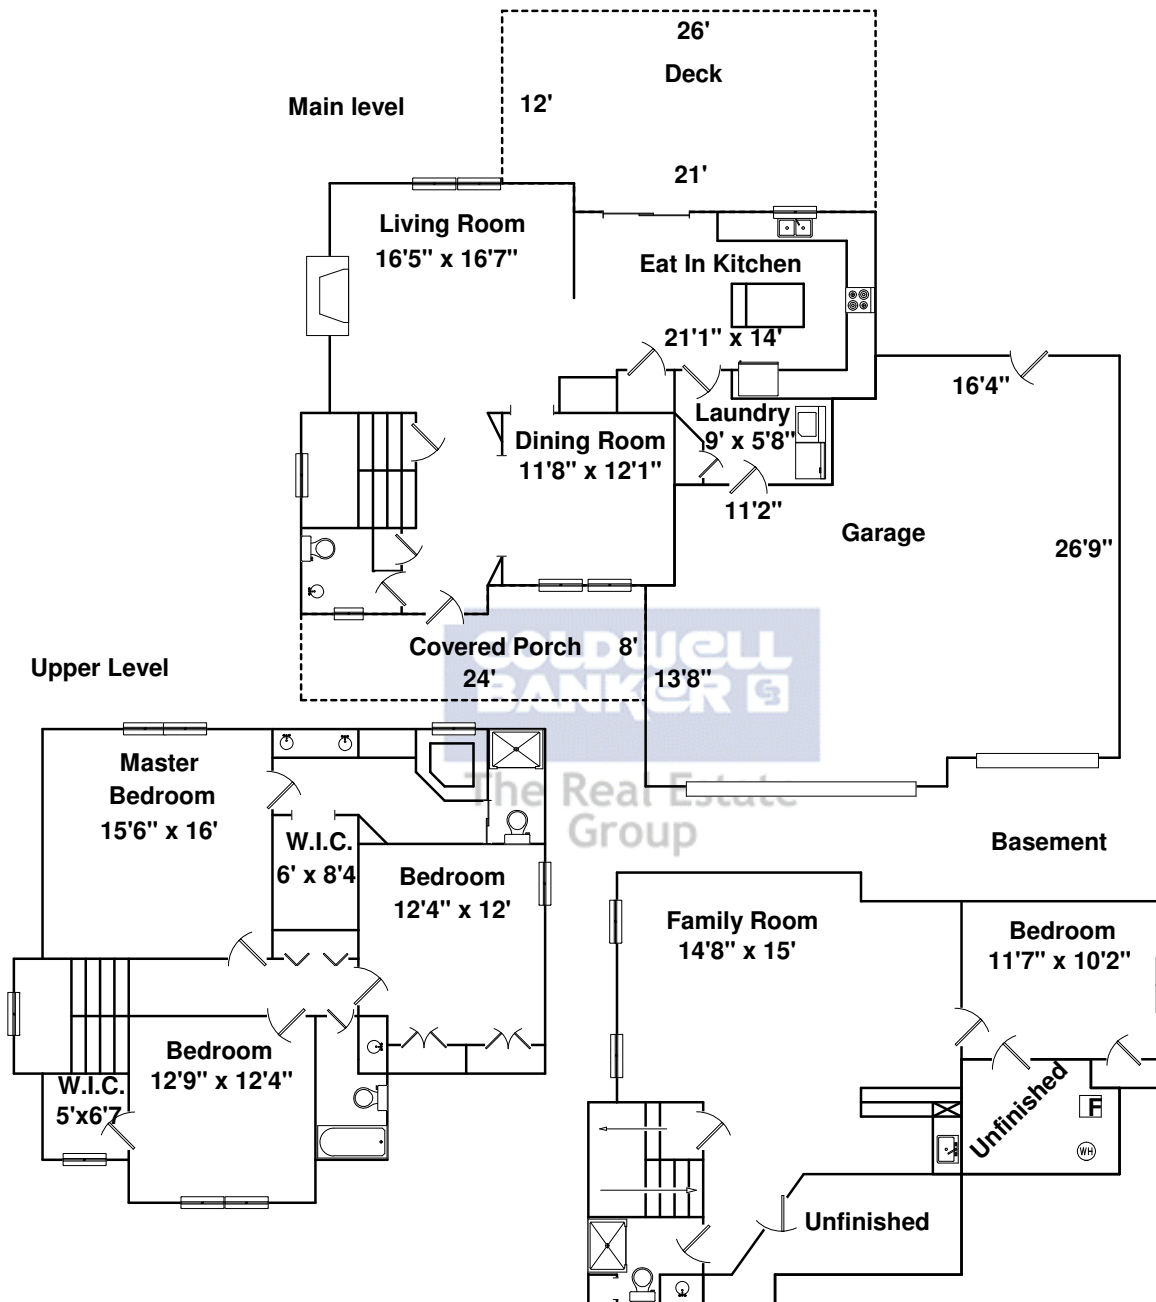 26'
Deck
Main level
12'
21'
Living Room
16'5" x 16'7"
Eat In Kitchen
21'1" x 14'
16'4"
Laundry
9' x 5'8"
Dining Room
11'8" x 12'1"
11'2"
Garage
26'9"
Covered Porch
8'
24'
13'8"
COLDWELL
BANKER CB
The Real Estate
Group
Upper Level
Master
Bedroom
15'6" x 16'
W.I.C.
6' x 8'4
Bedroom
12'4" x 12'
Bedroom
12'9" x 12'4"
W.I.C.
5'x6'7
Basement
Family Room
14'8" x 15'
Bedroom
11'7" x 10'2"
Unfinished
F
WH
Unfinished